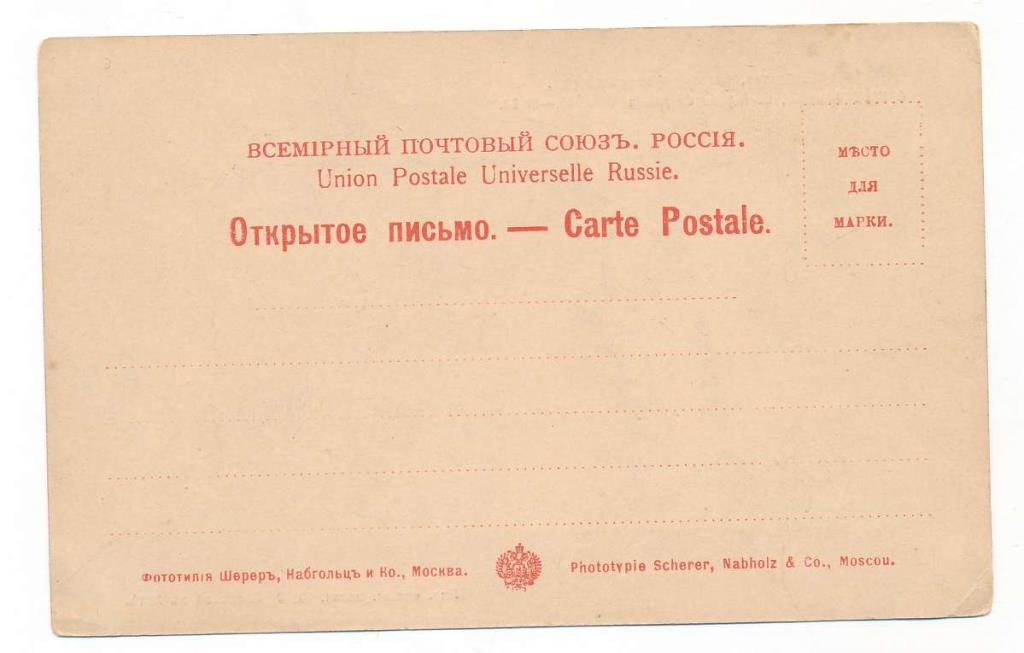 ВСЕМІРНЫЙ ПОЧТОВЫЙ СОЮЗЪ. РОССІЯ.
Union Postale Universelle Russie.
Открытое письмо. — Carte Postale.
МѢСТО
ДЛЯ
МАРКИ.
Фототипія Шереръ, Набгольцъ и Ко., Москва.
Phototypie Scherer, Nabholz & Co., Moscou.